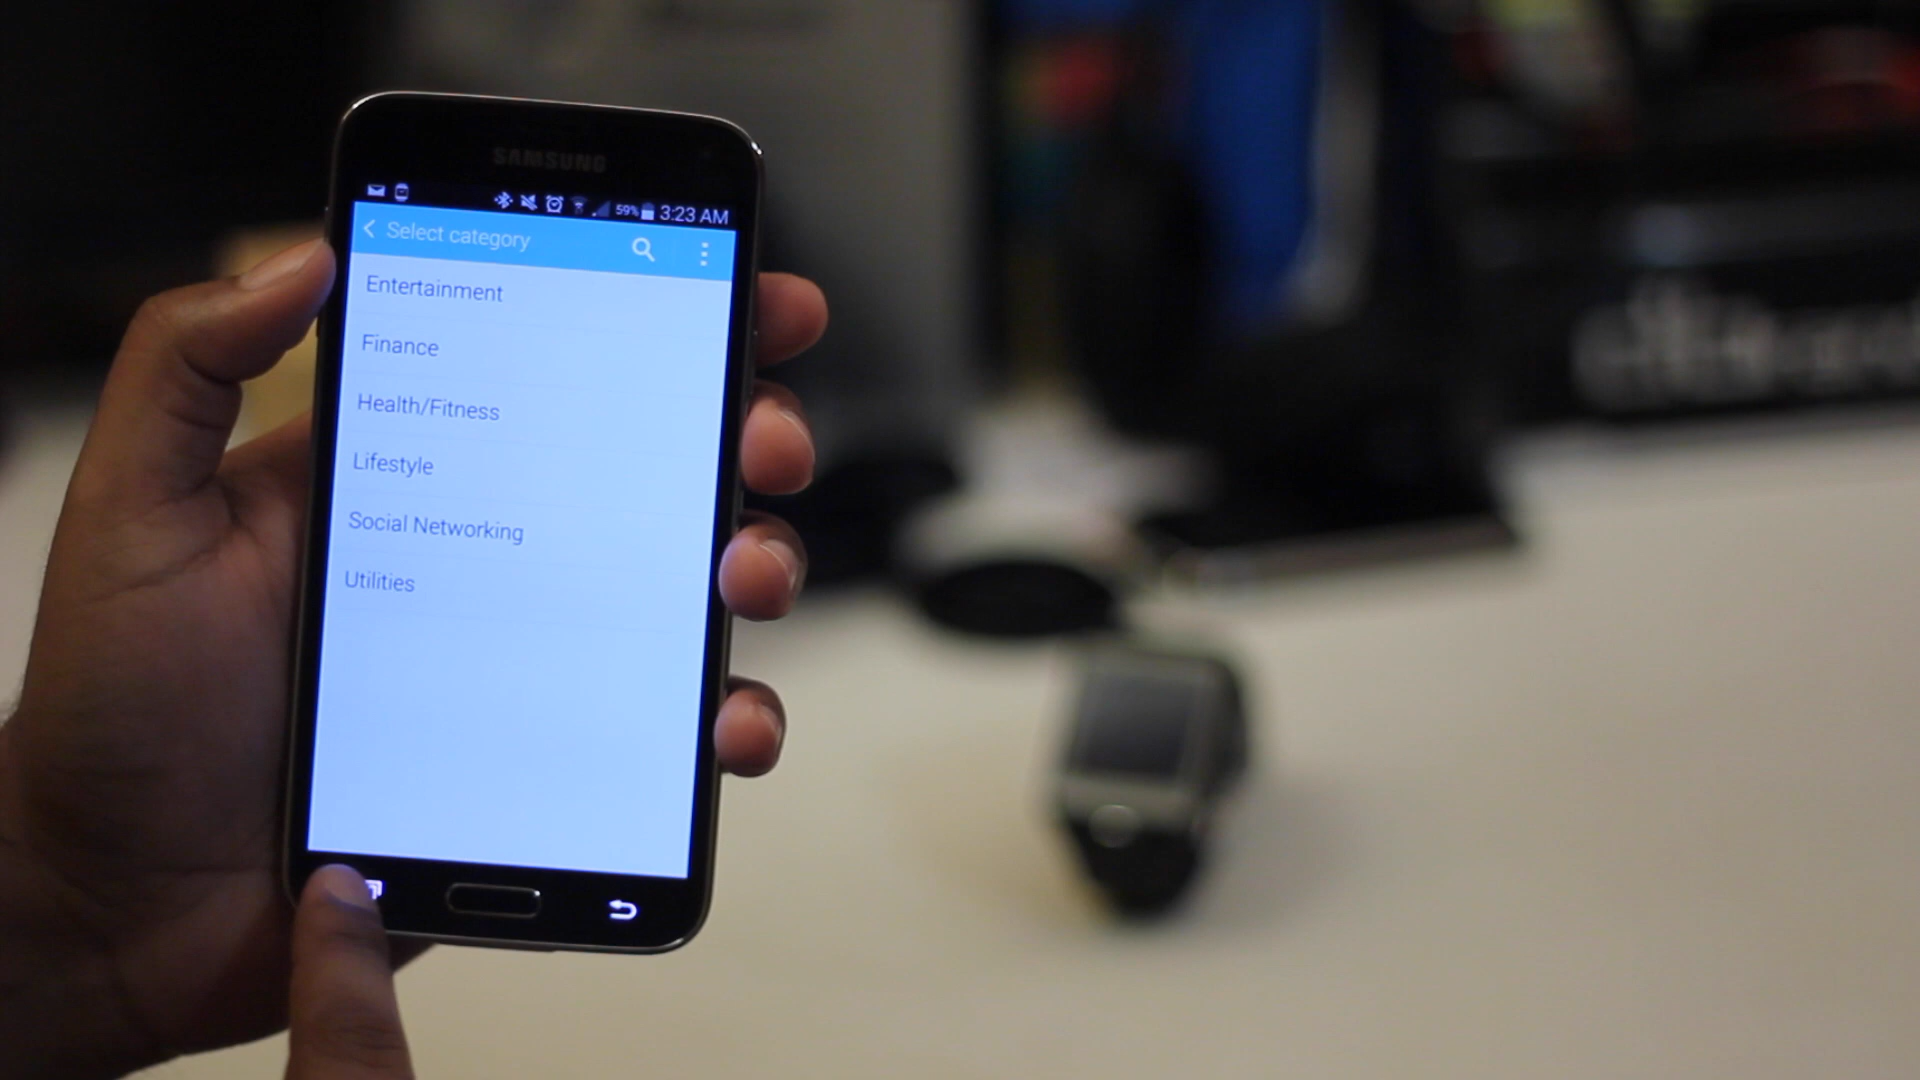 SAMSUNG
59% 3:23 AM
Select category
Entertainment
Finance
Health/Fitness
Lifestyle
Social Networking
Utilities